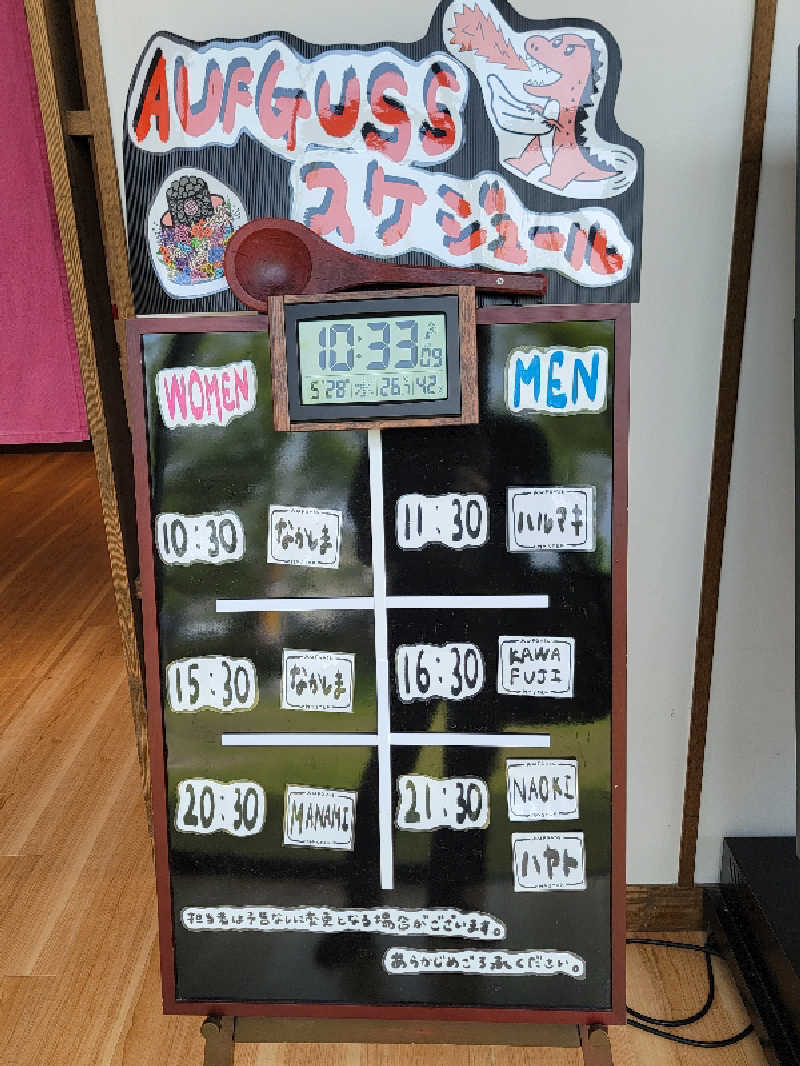 AUFGUSS
スケジュール
10:33 09
5/28 26 42
WOMEN
MEN
10:30 なかしま
11:30 ハルマキ
15:30 なかしま
16:30 KAWA
FUJI
20:30 MANAMI
21:30 NAOKI
ハヤト
担当者は予告なしに変更となる場合がございます。
あらかじめご了承ください。